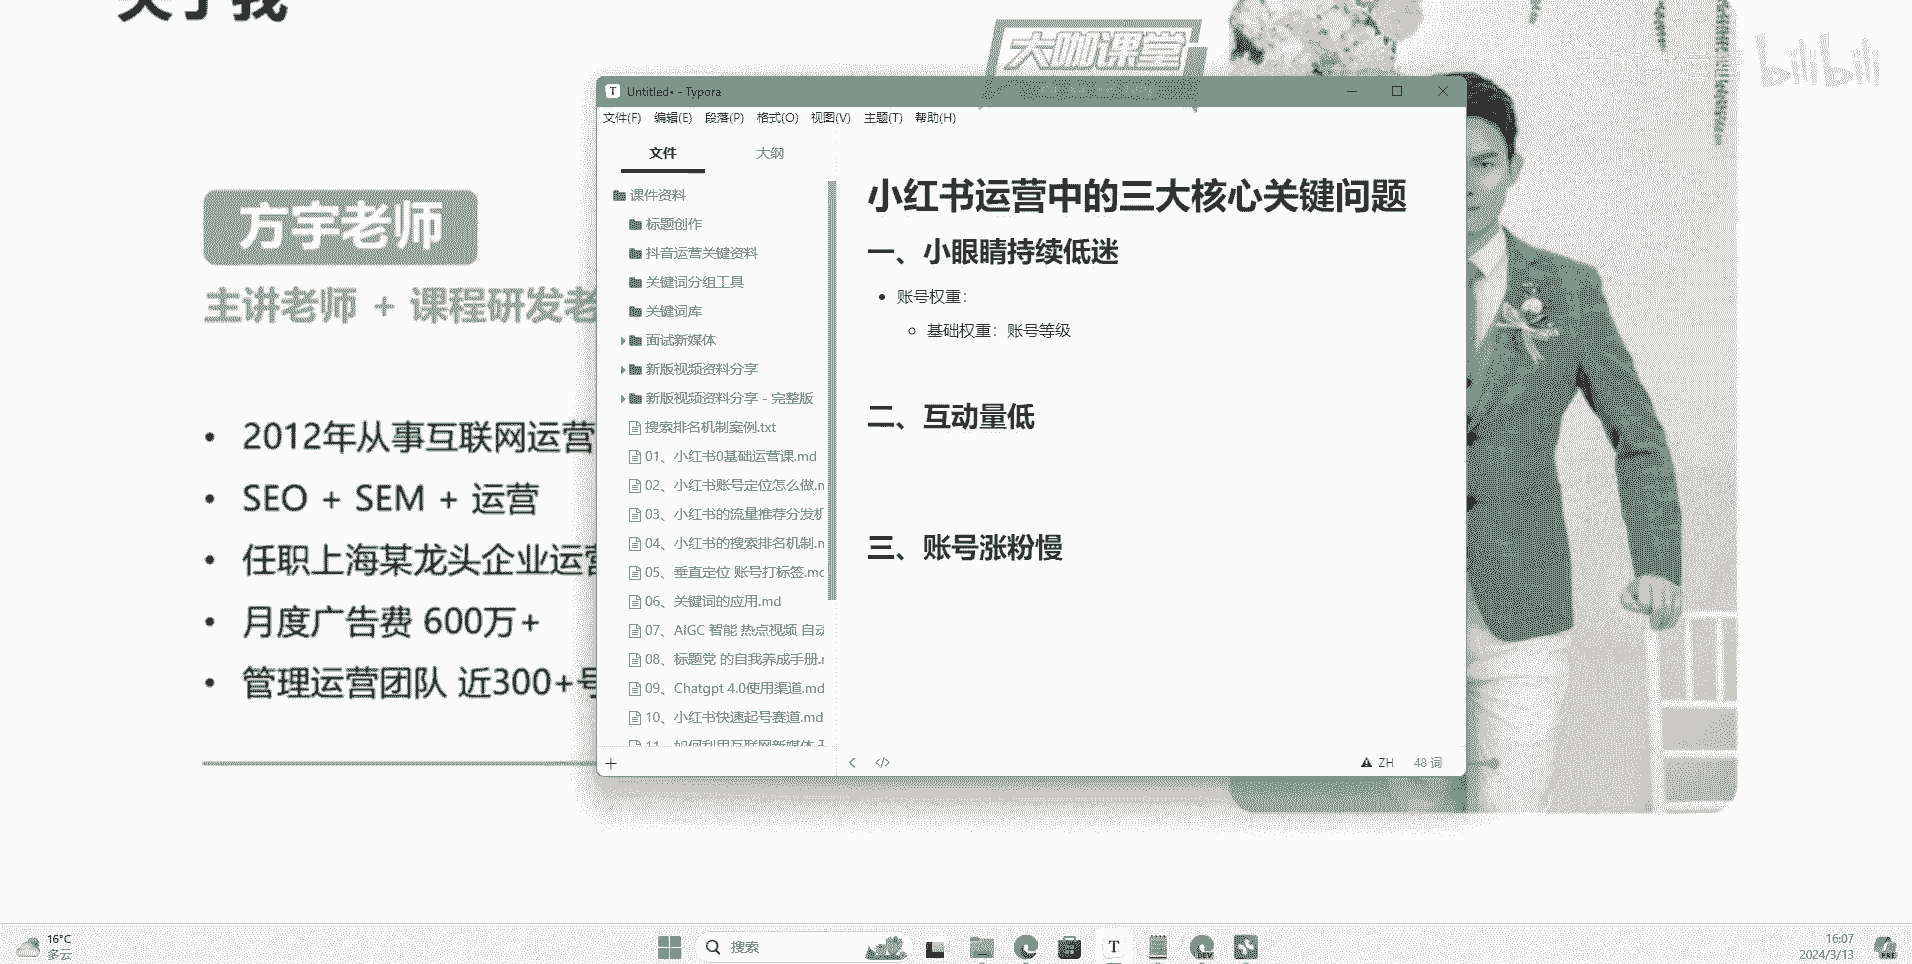 关于我
大咖课堂
bilibili
方宇老师
主讲老师 + 课程研发老
2012年从事互联网运营
SEO + SEM + 运营
任职上海某龙头企业运营
月度广告费 600万+
管理运营团队 近300+号
Untitled• - Typora
文件(F) 编辑(E) 段落(P) 格式(O) 视图(V) 主题(T) 帮助(H)
文件 大纲
课件资料
标题创作
抖音运营关键资料
关键词分组工具
关键词库
面试新媒体
新版视频资料分享
新版视频资料分享 - 完整版
搜索排名机制案例.txt
01、小红书0基础运营课.md
02、小红书账号定位怎么做.m
03、小红书的流量推荐分发机
04、小红书的搜索排名机制.m
05、垂直定位 账号打标签.mc
06、关键词的应用.md
07、AIGC 智能 热点视频 自动
08、标题党 的自我养成手册.m
09、Chatgpt 4.0使用渠道.md
10、小红书快速起号赛道.md
11、如何利用互联网新媒体
小红书运营中的三大核心关键问题
一、小眼睛持续低迷
账号权重：
基础权重：账号等级
二、互动量低
三、账号涨粉慢
</> ZH 48 词
16°C
多云
搜索
16:07
2024/3/13